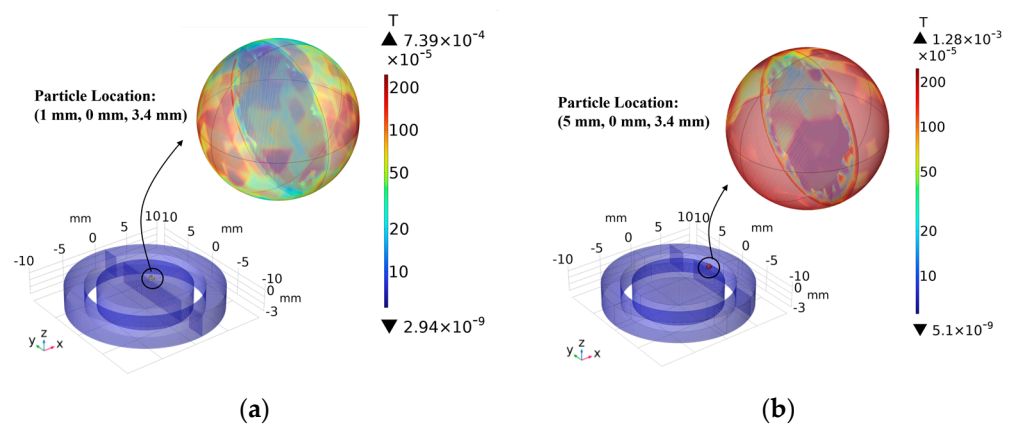 T
▲ 7.39×10⁻⁴
×10⁻⁵
200
100
50
20
10
▼ 2.94×10⁻⁹
Particle Location:
(1 mm, 0 mm, 3.4 mm)
mm
-10
-5
0
5
10
10
5
0
-5
-10
mm
0
-3
mm
z
y
x
(a)
T
▲ 1.28×10⁻³
×10⁻⁵
200
100
50
20
10
▼ 5.1×10⁻⁹
Particle Location:
(5 mm, 0 mm, 3.4 mm)
mm
-10
-5
0
5
10
10
5
0
-5
-10
mm
0
-3
mm
z
y
x
(b)